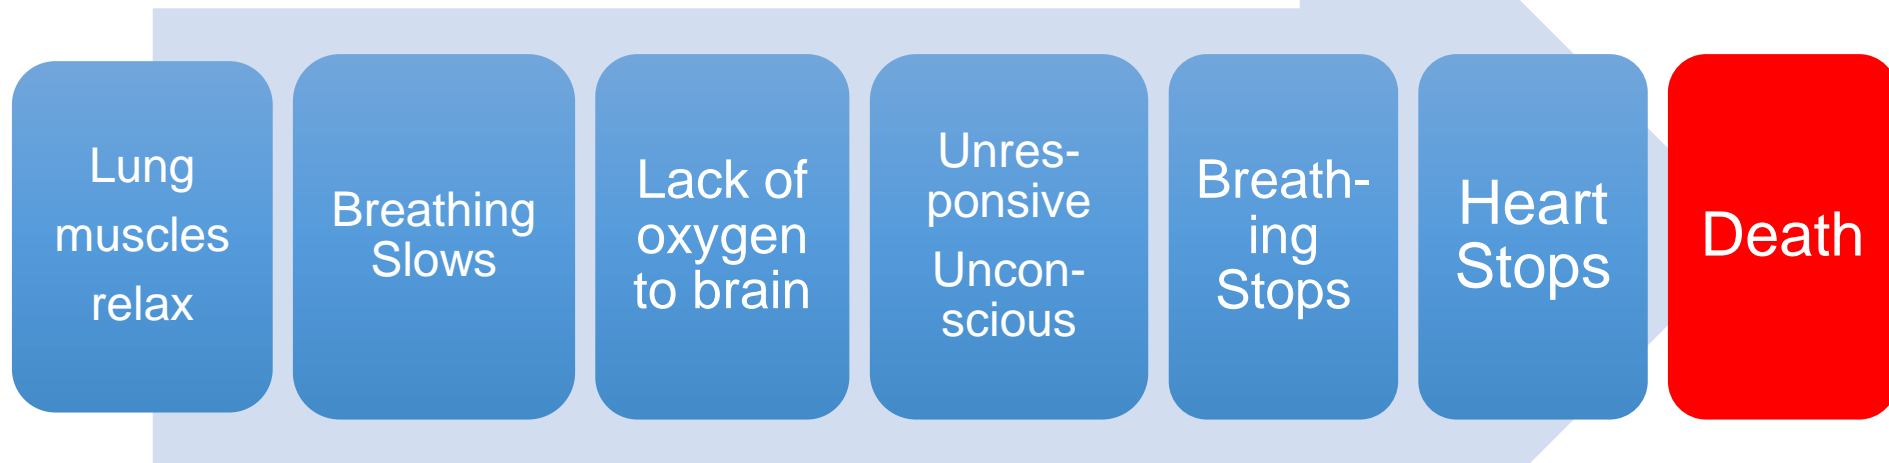 Lung
muscles
relax
Breathing
Slows
Lack of
oxygen
to brain
Unres-
ponsive
Uncon-
scious
Breath-
ing
Stops
Heart
Stops
Death